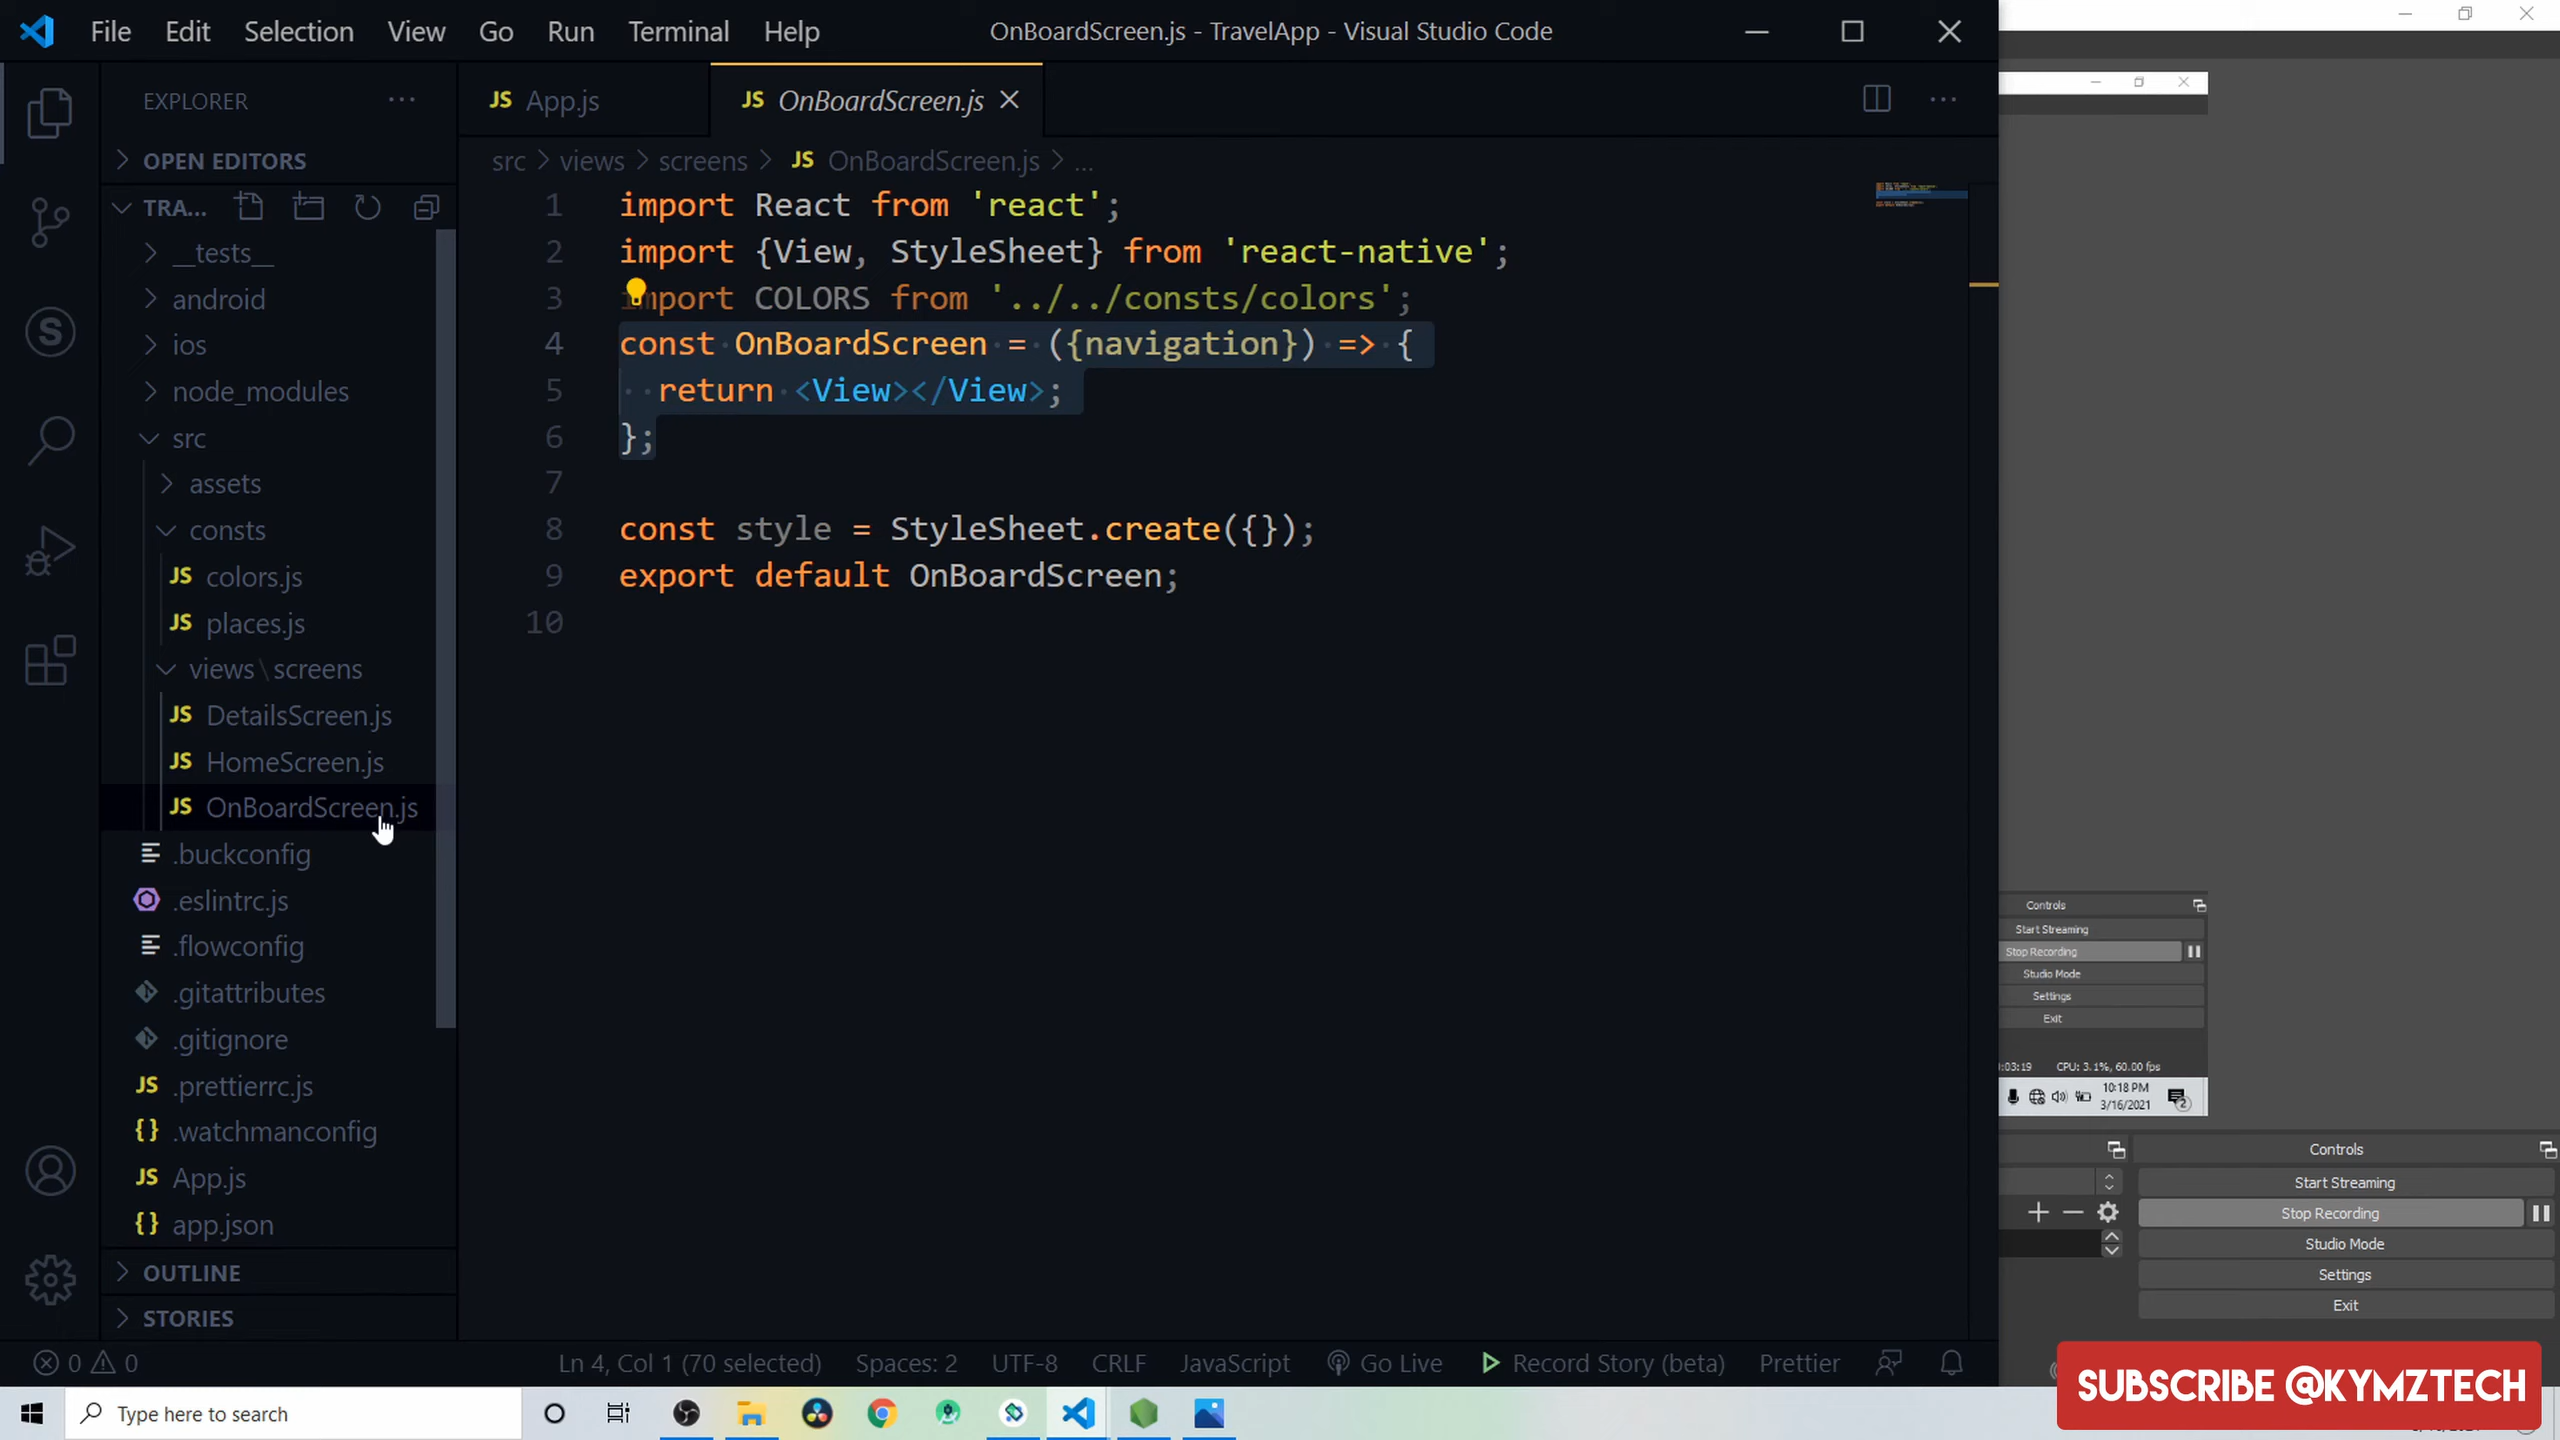 File Edit Selection View Go Run Terminal Help OnBoardScreen.js - TravelApp - Visual Studio Code
EXPLORER
OPEN EDITORS
TRA...
__tests__
android
ios
node_modules
src
assets
consts
JS colors.js
JS places.js
views\screens
JS DetailsScreen.js
JS HomeScreen.js
JS OnBoardScreen.js
.buckconfig
.eslintrc.js
.flowconfig
.gitattributes
.gitignore
JS .prettierrc.js
{} .watchmanconfig
JS App.js
{} app.json
OUTLINE
STORIES
JS App.js JS OnBoardScreen.js
src > views > screens > JS OnBoardScreen.js > ...
1 import React from 'react';
2 import {View, StyleSheet} from 'react-native';
3 import COLORS from '../../consts/colors';
4 const OnBoardScreen = ({navigation}) => {
5 return <View></View>;
6 };
7
8 const style = StyleSheet.create({});
9 export default OnBoardScreen;
10
0 0 Ln 4, Col 1 (70 selected) Spaces: 2 UTF-8 CRLF JavaScript Go Live Record Story (beta) Prettier
Controls
Start Streaming
Stop Recording
Studio Mode
Settings
Exit
:03:19 CPU: 3.1%, 60.00 fps
10:18 PM
3/16/2021
2
Controls
Start Streaming
Stop Recording
Studio Mode
Settings
Exit
SUBSCRIBE @KYMZTECH
Type here to search